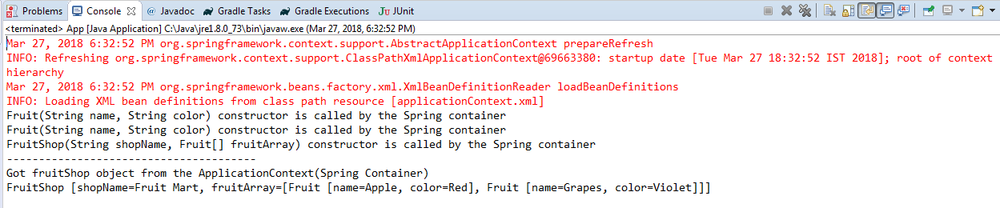 Problems Console @ Javadoc Gradle Tasks Gradle Executions JUnit
<terminated> App [Java Application] C:\Java\jre1.8.0_73\bin\javaw.exe (Mar 27, 2018, 6:32:52 PM)
Mar 27, 2018 6:32:52 PM org.springframework.context.support.AbstractApplicationContext prepareRefresh
INFO: Refreshing org.springframework.context.support.ClassPathXmlApplicationContext@69663380: startup date [Tue Mar 27 18:32:52 IST 2018]; root of context
hierarchy
Mar 27, 2018 6:32:52 PM org.springframework.beans.factory.xml.XmlBeanDefinitionReader loadBeanDefinitions
INFO: Loading XML bean definitions from class path resource [applicationContext.xml]
Fruit(String name, String color) constructor is called by the Spring container
Fruit(String name, String color) constructor is called by the Spring container
FruitShop(String shopName, Fruit[] fruitArray) constructor is called by the Spring container
---------------------------------------
Got fruitShop object from the ApplicationContext(Spring Container)
FruitShop [shopName=Fruit Mart, fruitArray=[Fruit [name=Apple, color=Red], Fruit [name=Grapes, color=Violet]]]